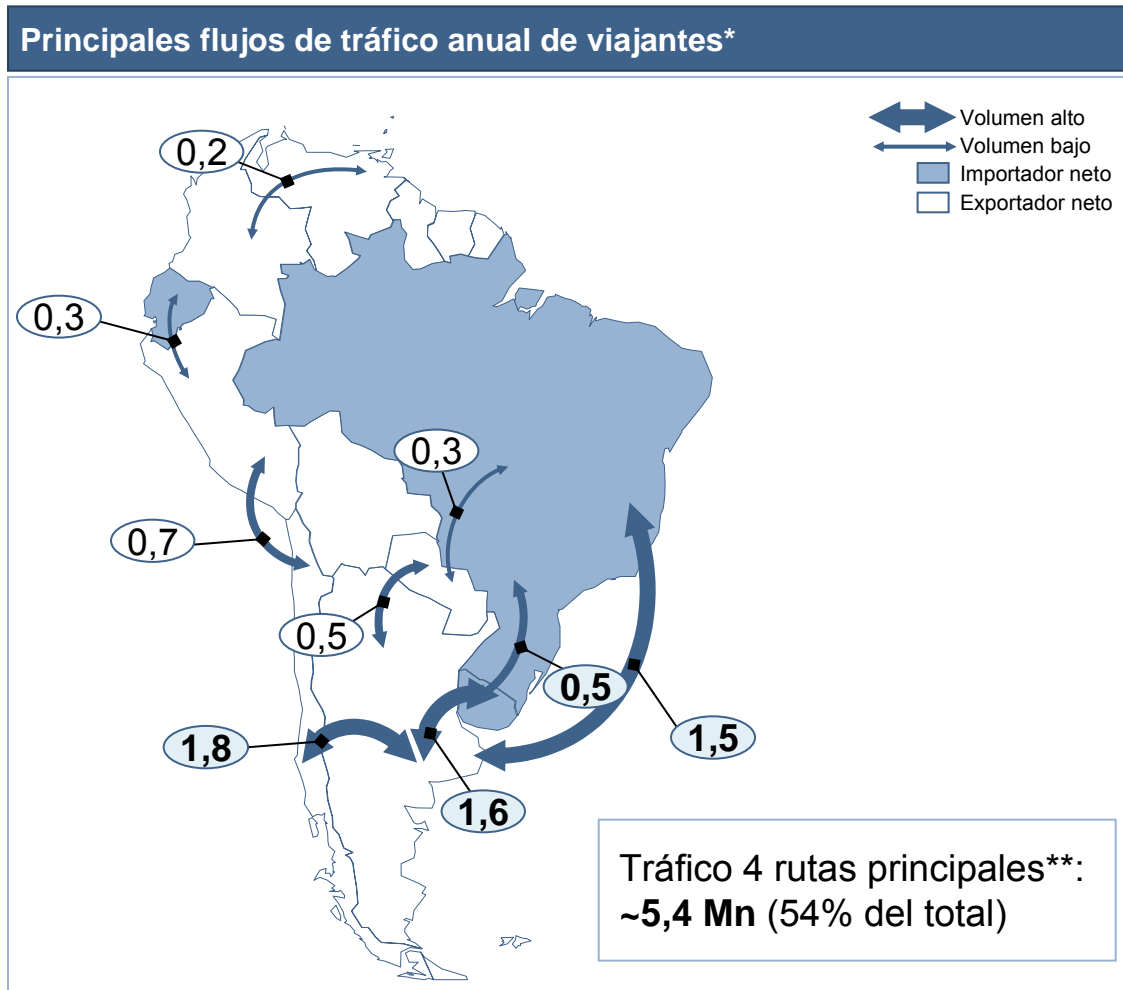 Principales flujos de tráfico anual de viajantes*
Volumen alto
Volumen bajo
Importador neto
Exportador neto
0,2
0,3
0,3
0,7
0,5
0,5
1,5
1,8
1,6
Tráfico 4 rutas principales**:
~5,4 Mn (54% del total)